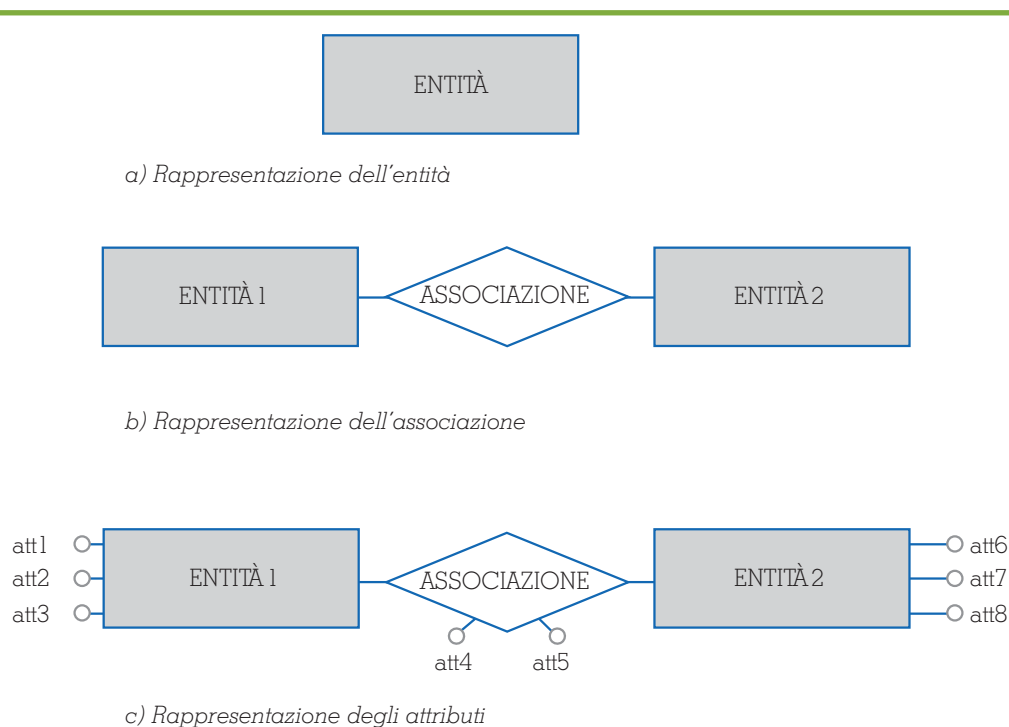 ENTITÀ
a) Rappresentazione dell'entità
ENTITÀ 1 ASSOCIAZIONE ENTITÀ 2
b) Rappresentazione dell'associazione
att1 att6
att2 ENTITÀ 1 ASSOCIAZIONE ENTITÀ 2 att7
att3 att8
att4 att5
c) Rappresentazione degli attributi